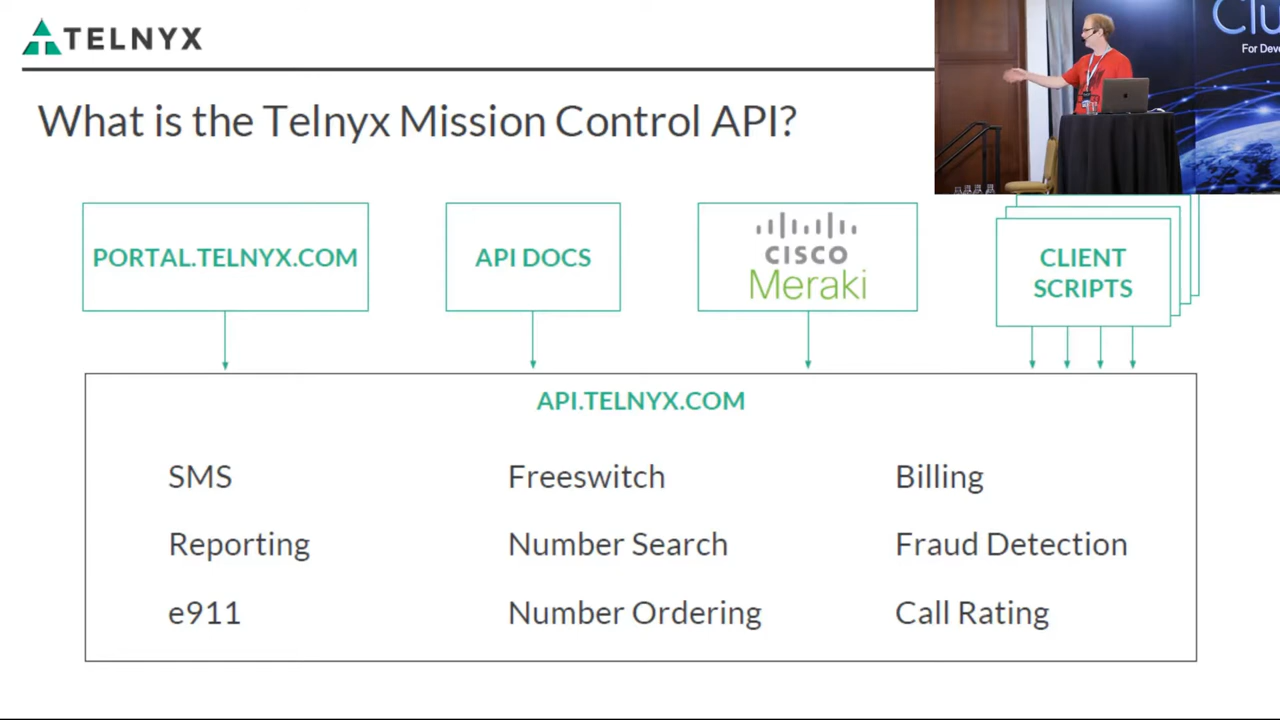 TELNYX
What is the Telnyx Mission Control API?
For
PORTAL.TELNYX.COM
API DOCS
CISCO
Meraki
CLIENT
SCRIPTS
API.TELNYX.COM
SMS
Freeswitch
Billing
Reporting
Number Search
Fraud Detection
e911
Number Ordering
Call Rating